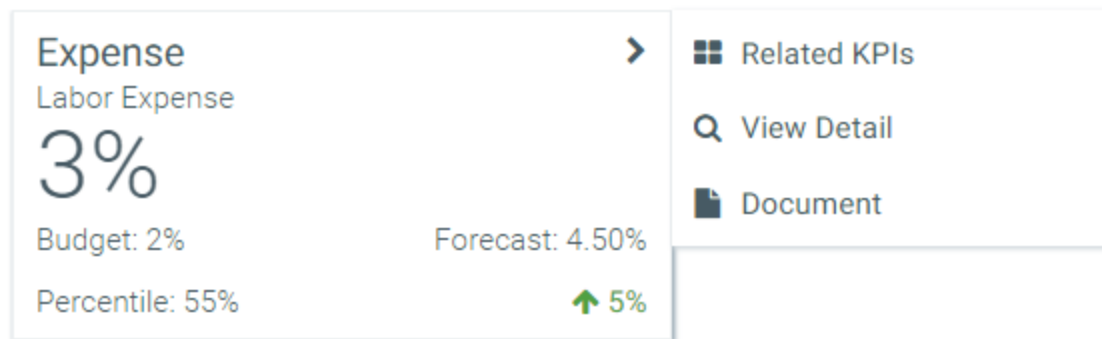 Expense
Labor Expense
3%
Budget: 2%
Forecast: 4.50%
Percentile: 55%
5%
Related KPIs
View Detail
Document